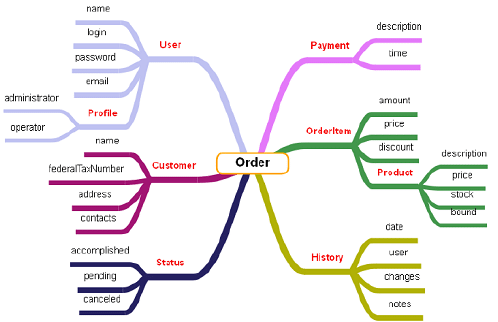 name
login
password
email
User
administrator
operator
Profile
name
federalTaxNumber
address
contacts
Customer
accomplished
pending
canceled
Status
Order
Payment
description
time
OrderItem
amount
price
discount
Product
description
price
stock
bound
History
date
user
changes
notes